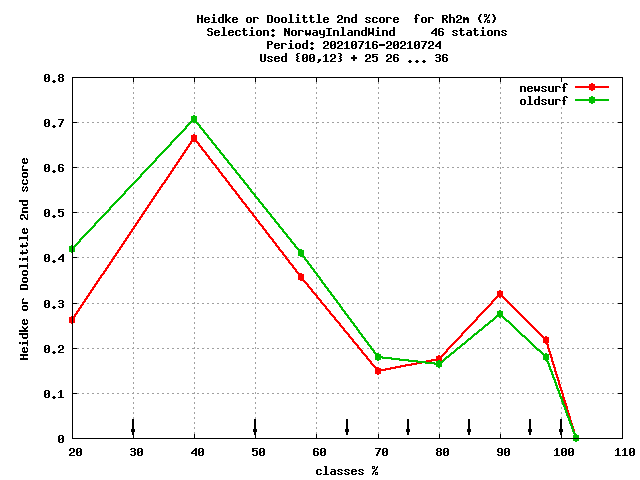 Heidke or Doolittle 2nd score for Rh2m (%)
Selection: NorwayInlandWind 46 stations
Period: 20210716-20210724
Used {00,12} + 25 26 ... 36
newsurf
oldsurf
Heidke or Doolittle 2nd score
0.8
0.7
0.6
0.5
0.4
0.3
0.2
0.1
0
20 30 40 50 60 70 80 90 100 110
classes %